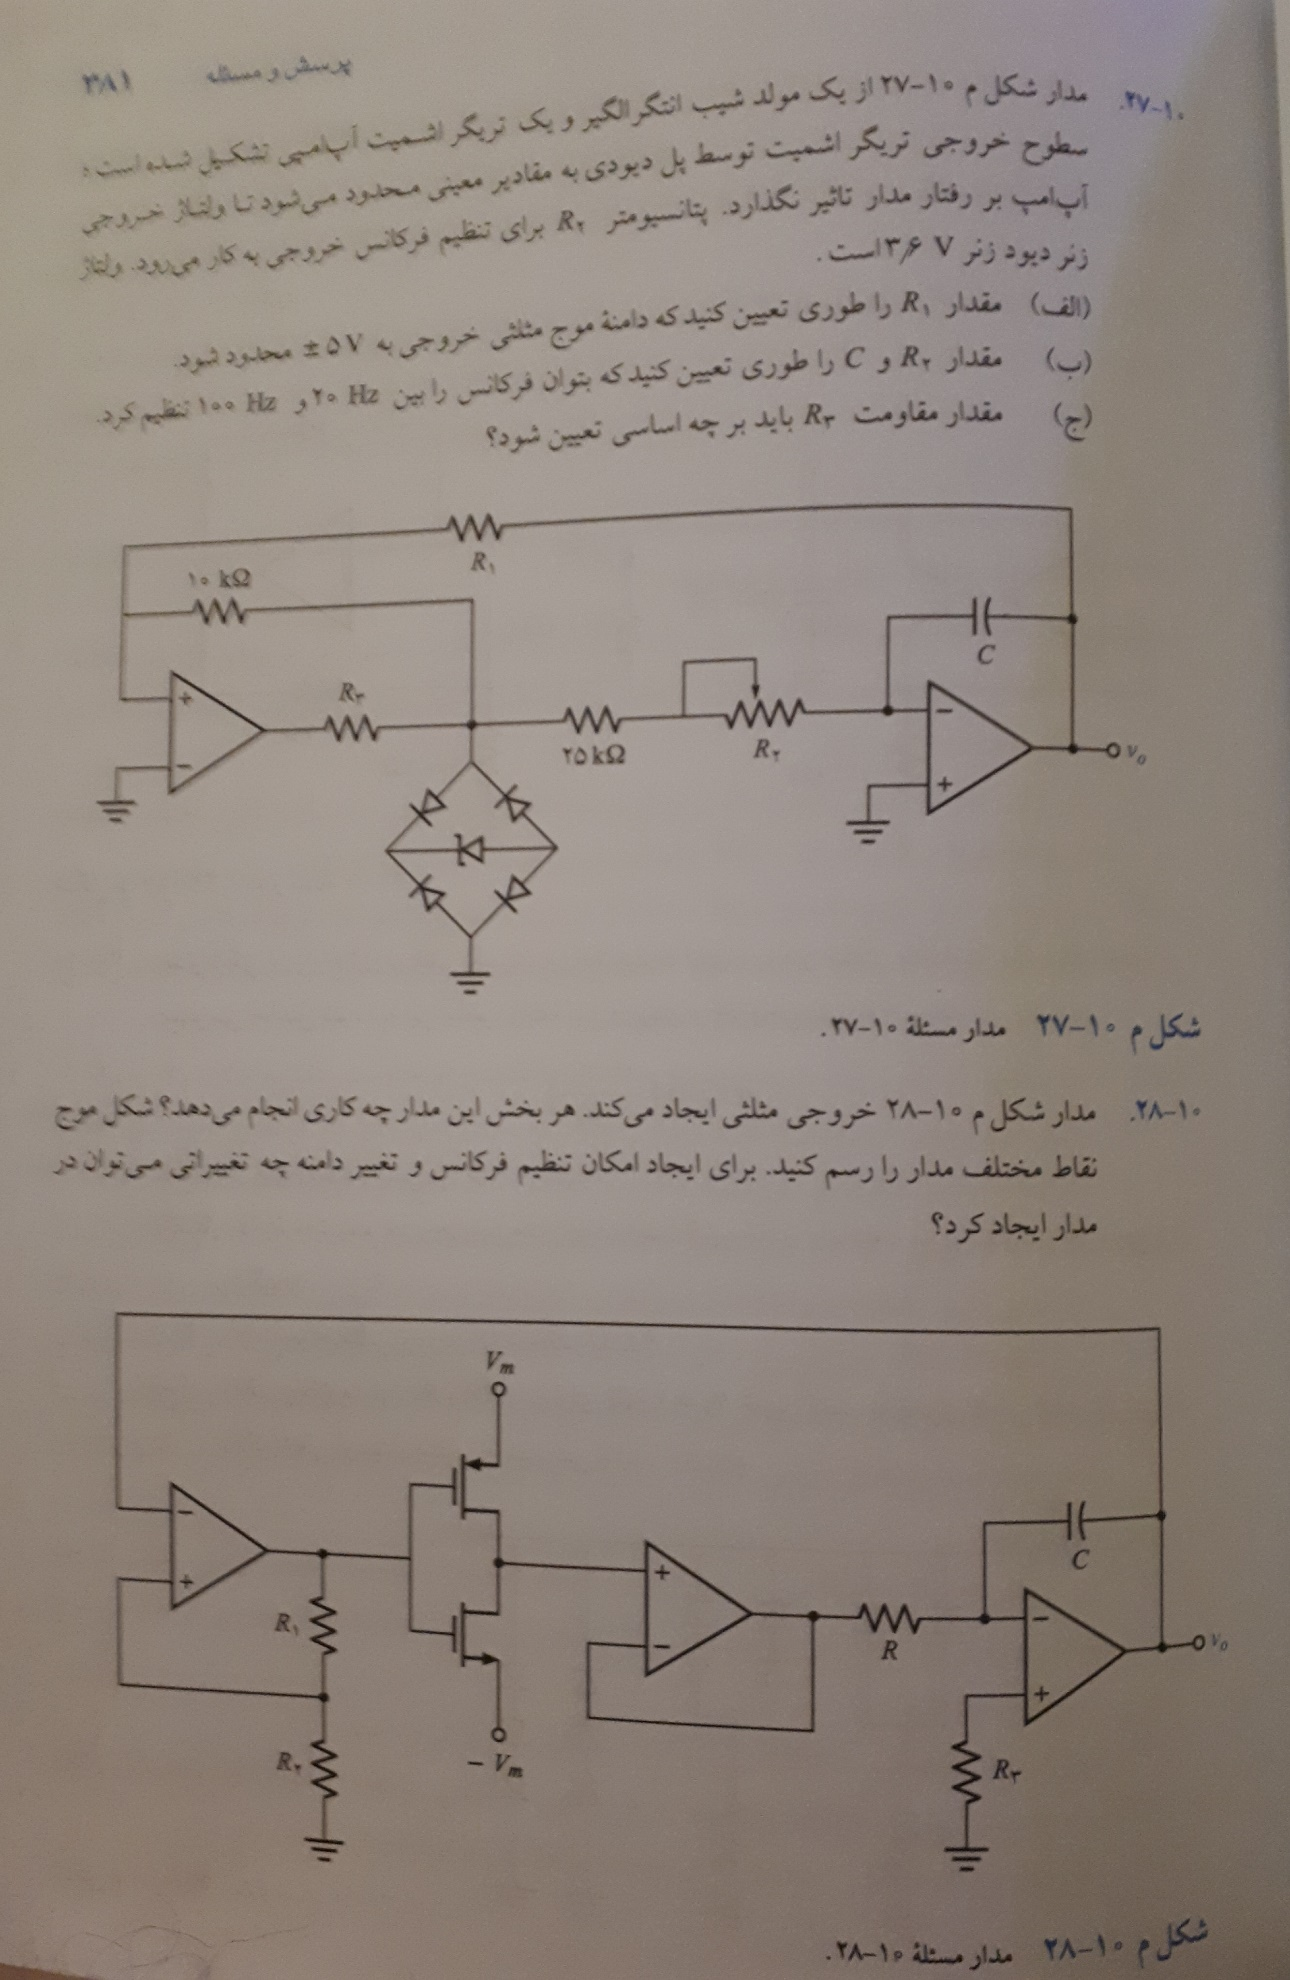 پرسش و مسئله ۳۸۱
۲۷-۱۰. مدار شکل م ۱۰-۲۷ از یک مولد شیب انتگرالگیر و یک تریگر اشمیت آپ‌امپی تشکیل شده است؛
سطوح خروجی تریگر اشمیت توسط پل دیودی به مقادیر معینی محدود می‌شود تا ولتاژ خروجی
آپ‌امپ بر رفتار مدار تاثیر نگذارد. پتانسیومتر R۲ برای تنظیم فرکانس خروجی به کار می‌رود. ولتاژ
زنر دیود زنر ۳٫۶ V است.
(الف) مقدار R۱ را طوری تعیین کنید که دامنهٔ موج مثلثی خروجی به ±۵ V محدود شود.
(ب) مقدار R۲ و C را طوری تعیین کنید که بتوان فرکانس را بین ۲۰ Hz و ۱۰۰ Hz تنظیم کرد.
(ج) مقدار مقاومت R۳ باید بر چه اساسی تعیین شود؟
R۱
۱۰ kΩ
C
+
R۳
−
−
۲۵ kΩ
R۲
v₀
+
شکل م ۱۰-۲۷ مدار مسئلهٔ ۱۰-۲۷.
۲۸-۱۰. مدار شکل م ۱۰-۲۸ خروجی مثلثی ایجاد می‌کند. هر بخش این مدار چه کاری انجام می‌دهد؟ شکل موج
نقاط مختلف مدار را رسم کنید. برای ایجاد امکان تنظیم فرکانس و تغییر دامنه چه تغییراتی می‌توان در
مدار ایجاد کرد؟
Vm
−
C
+
+
R۱
−
R
−
v₀
+
R۲
− Vm
R۳
شکل م ۱۰-۲۸ مدار مسئلهٔ ۱۰-۲۸.